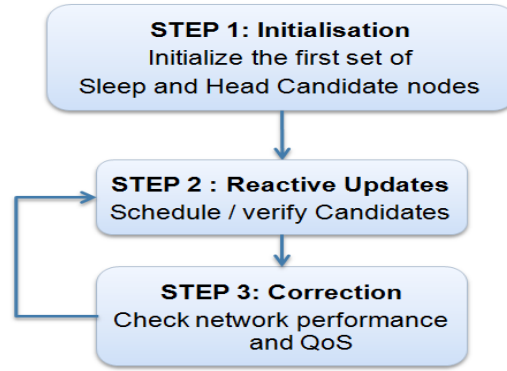 STEP 1: Initialisation
Initialize the first set of
Sleep and Head Candidate nodes
STEP 2 : Reactive Updates
Schedule / verify Candidates
STEP 3: Correction
Check network performance
and QoS